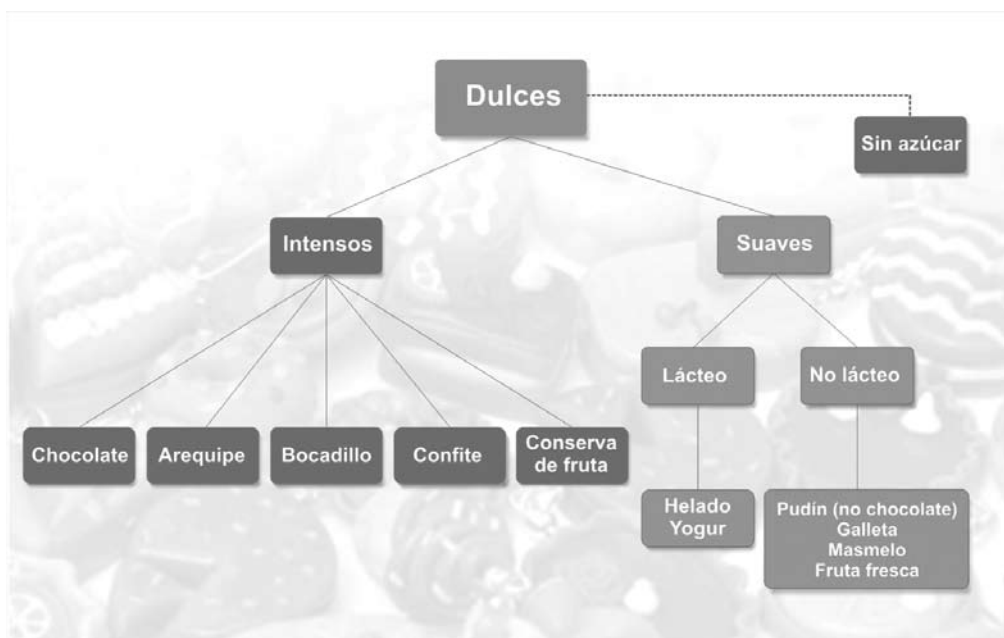 Dulces
Sin azúcar
Intensos
Suaves
Lácteo
No lácteo
Chocolate
Arequipe
Bocadillo
Confite
Conserva
de fruta
Helado
Yogur
Pudín (no chocolate)
Galleta
Masmelo
Fruta fresca